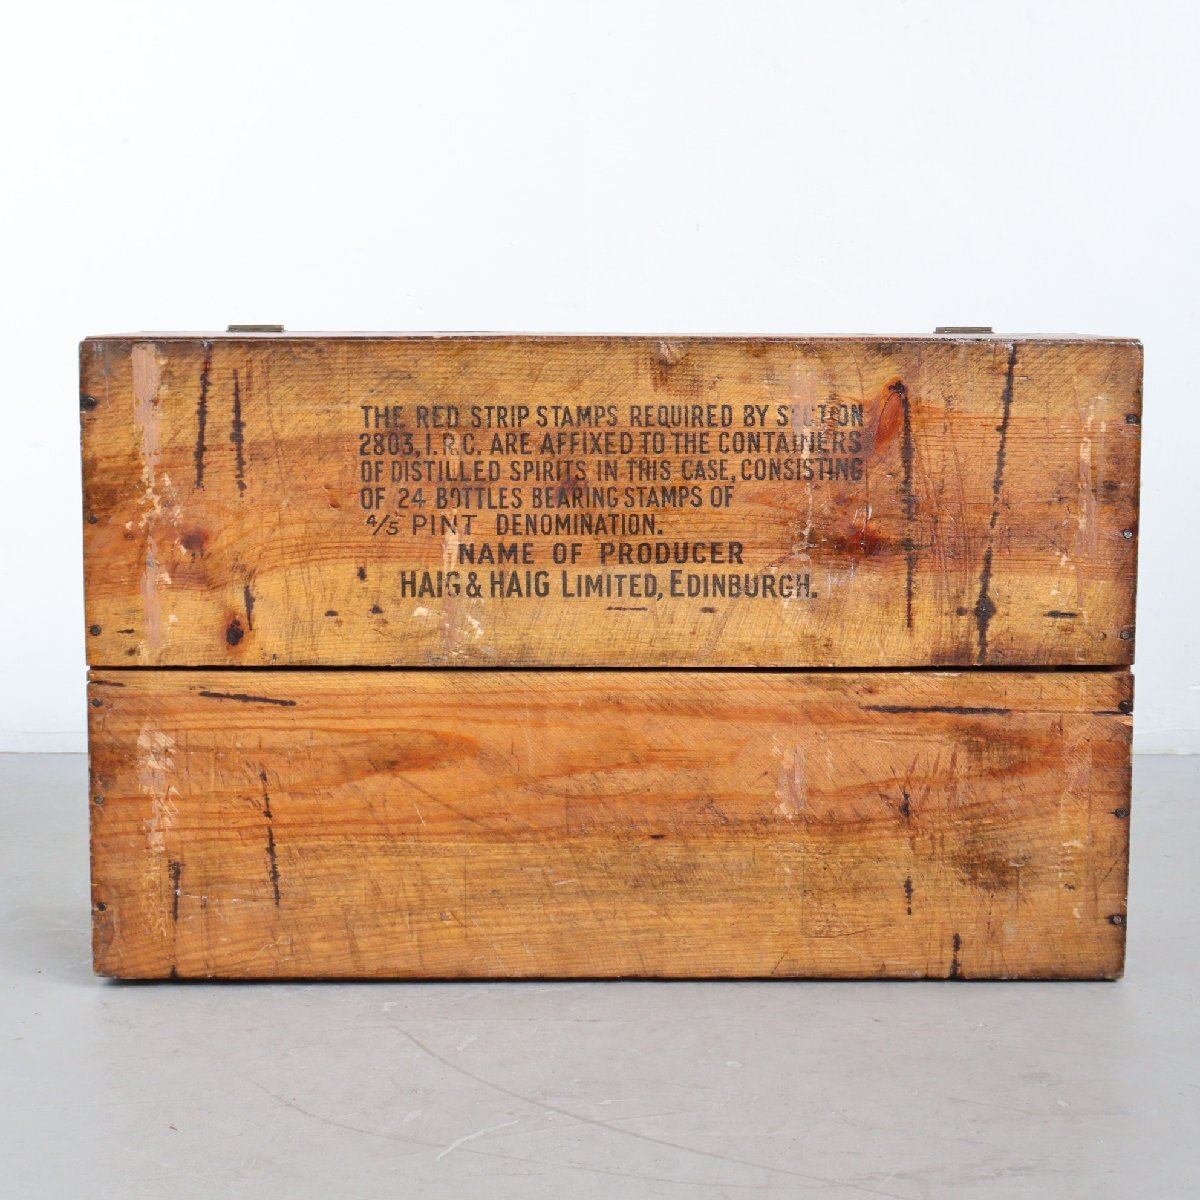 THE RED STRIP STAMPS REQUIRED BY SECTION
2803, I.R.C. ARE AFFIXED TO THE CONTAINERS
OF DISTILLED SPIRITS IN THIS CASE, CONSISTING
OF 24 BOTTLES BEARING STAMPS OF
4/5 PINT DENOMINATION.
NAME OF PRODUCER
HAIG & HAIG LIMITED, EDINBURGH.